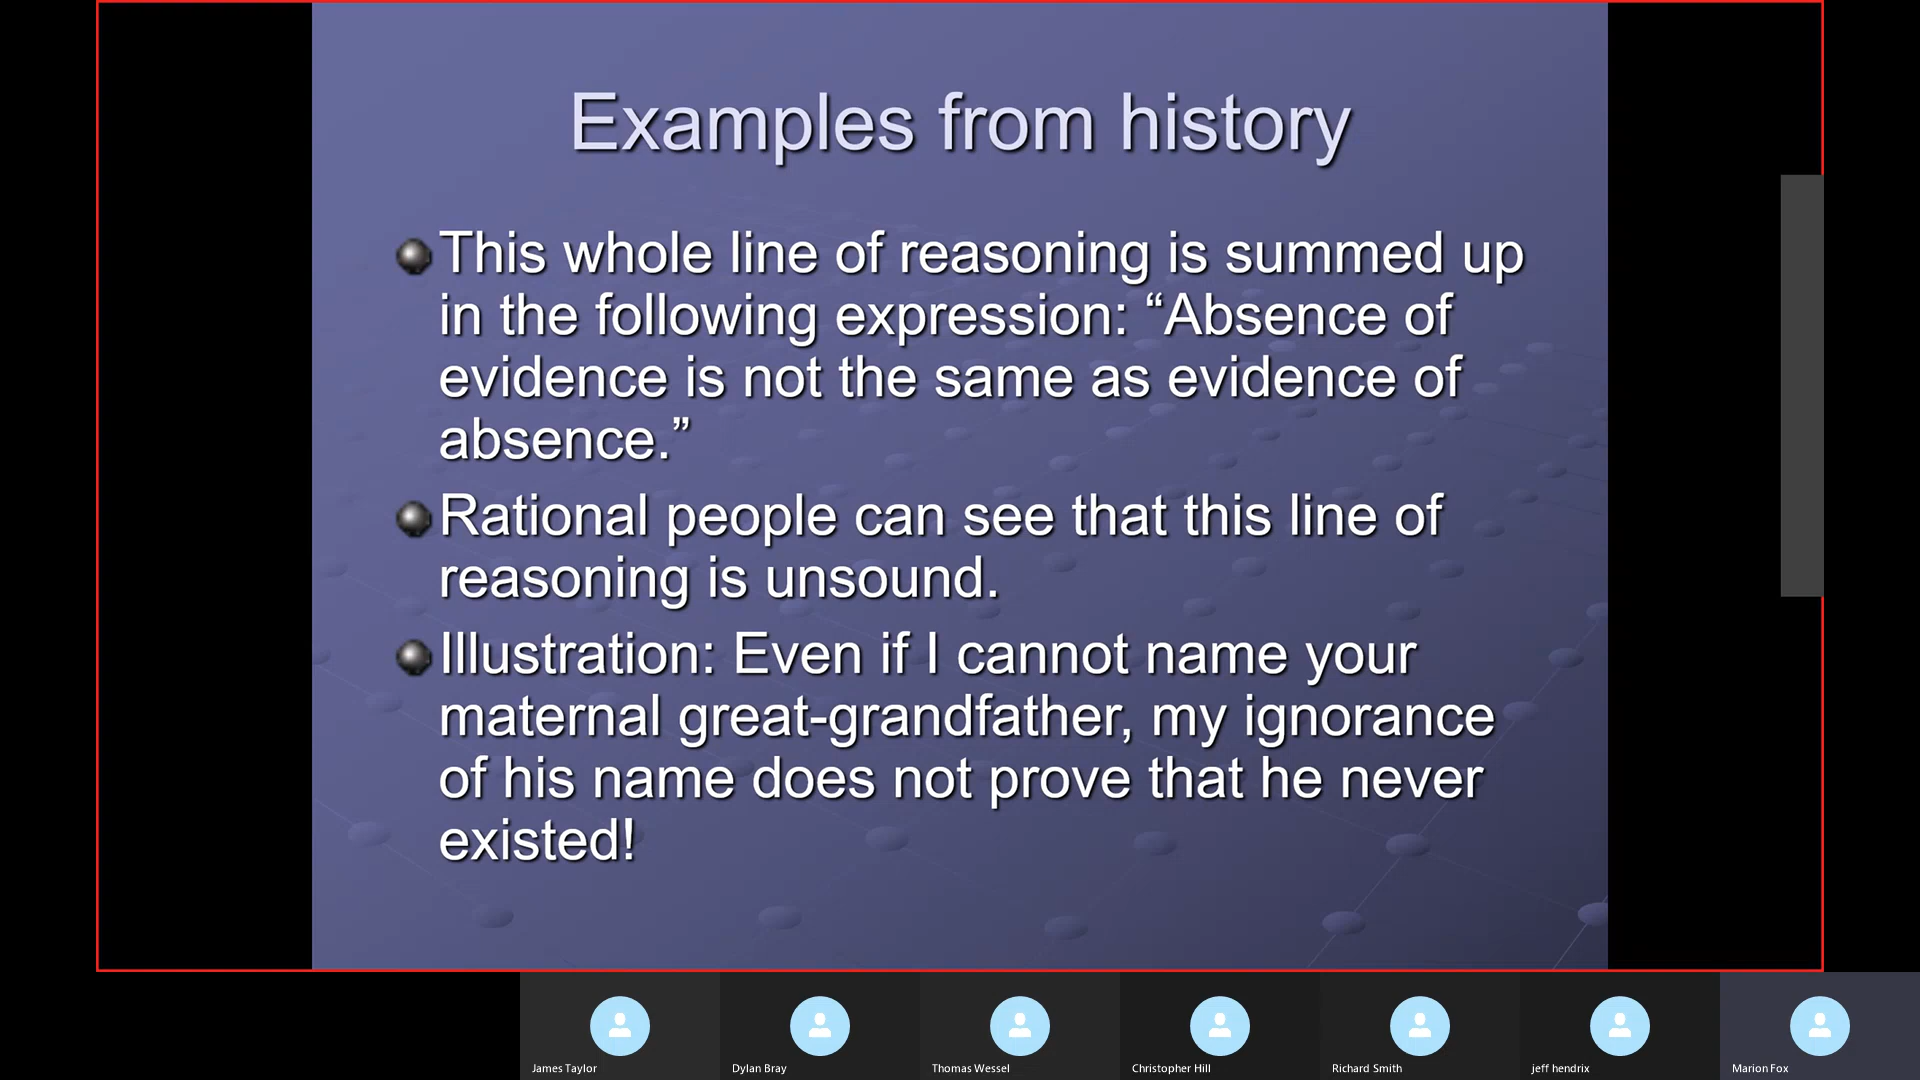 Examples from history
This whole line of reasoning is summed up
in the following expression: “Absence of
evidence is not the same as evidence of
absence.”
Rational people can see that this line of
reasoning is unsound.
Illustration: Even if I cannot name your
maternal great-grandfather, my ignorance
of his name does not prove that he never
existed!
James Taylor
Dylan Bray
Thomas Wessel
Christopher Hill
Richard Smith
jeff hendrix
Marion Fox